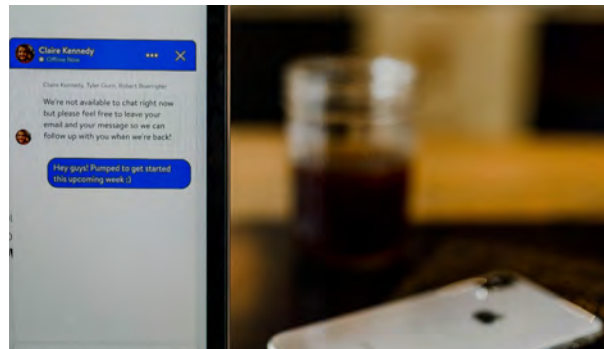 Claire Kennedy
Offline Now
Claire Kennedy, Tyler Gunn, Robert Boerrigter
We're not available to chat right now
but please feel free to leave your
email and your message so we can
follow up with you when we're back!
Hey guys! Pumped to get started
this upcoming week :)